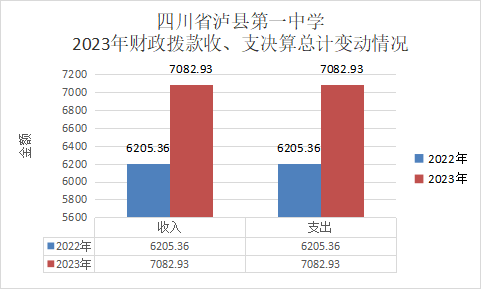 四川省泸县第一中学
2023年财政拨款收、支决算总计变动情况
金额
7200
7000
6800
6600
6400
6200
6000
5800
5600
6205.36
7082.93
6205.36
7082.93
2022年
2023年
收入 支出
2022年 6205.36 6205.36
2023年 7082.93 7082.93